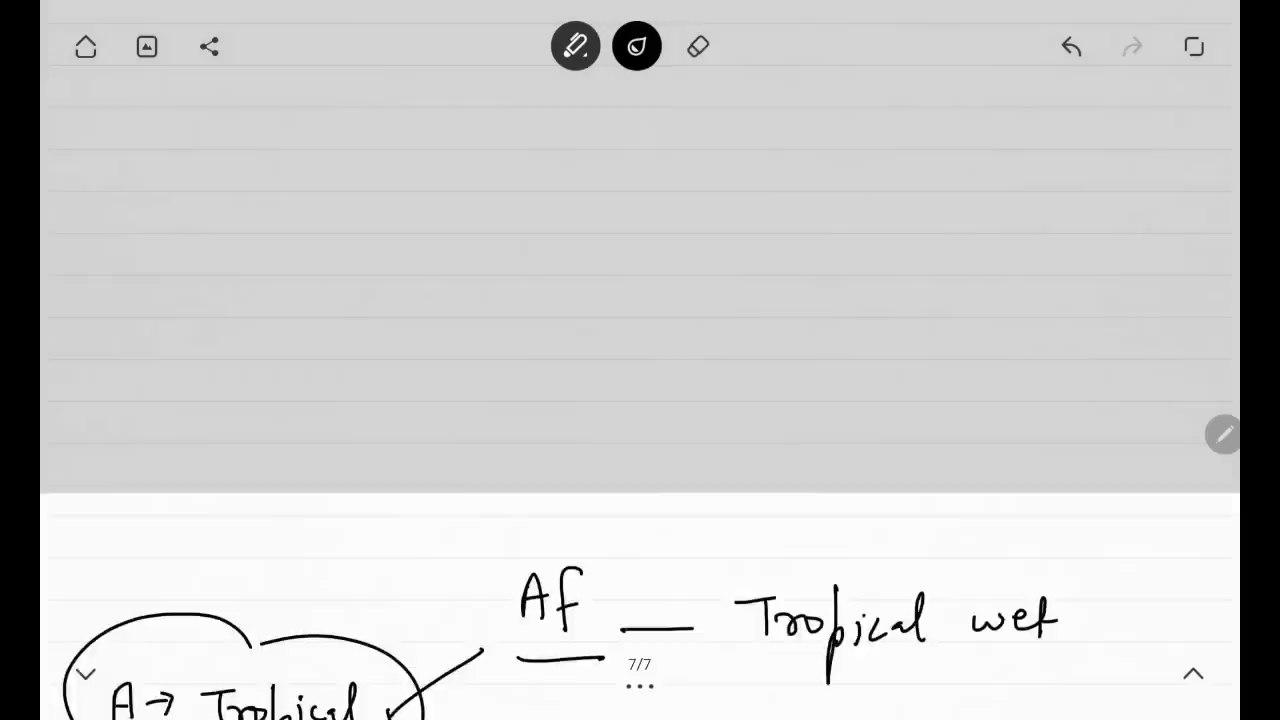 Af — Tropical wet
7/7
A → Tropical